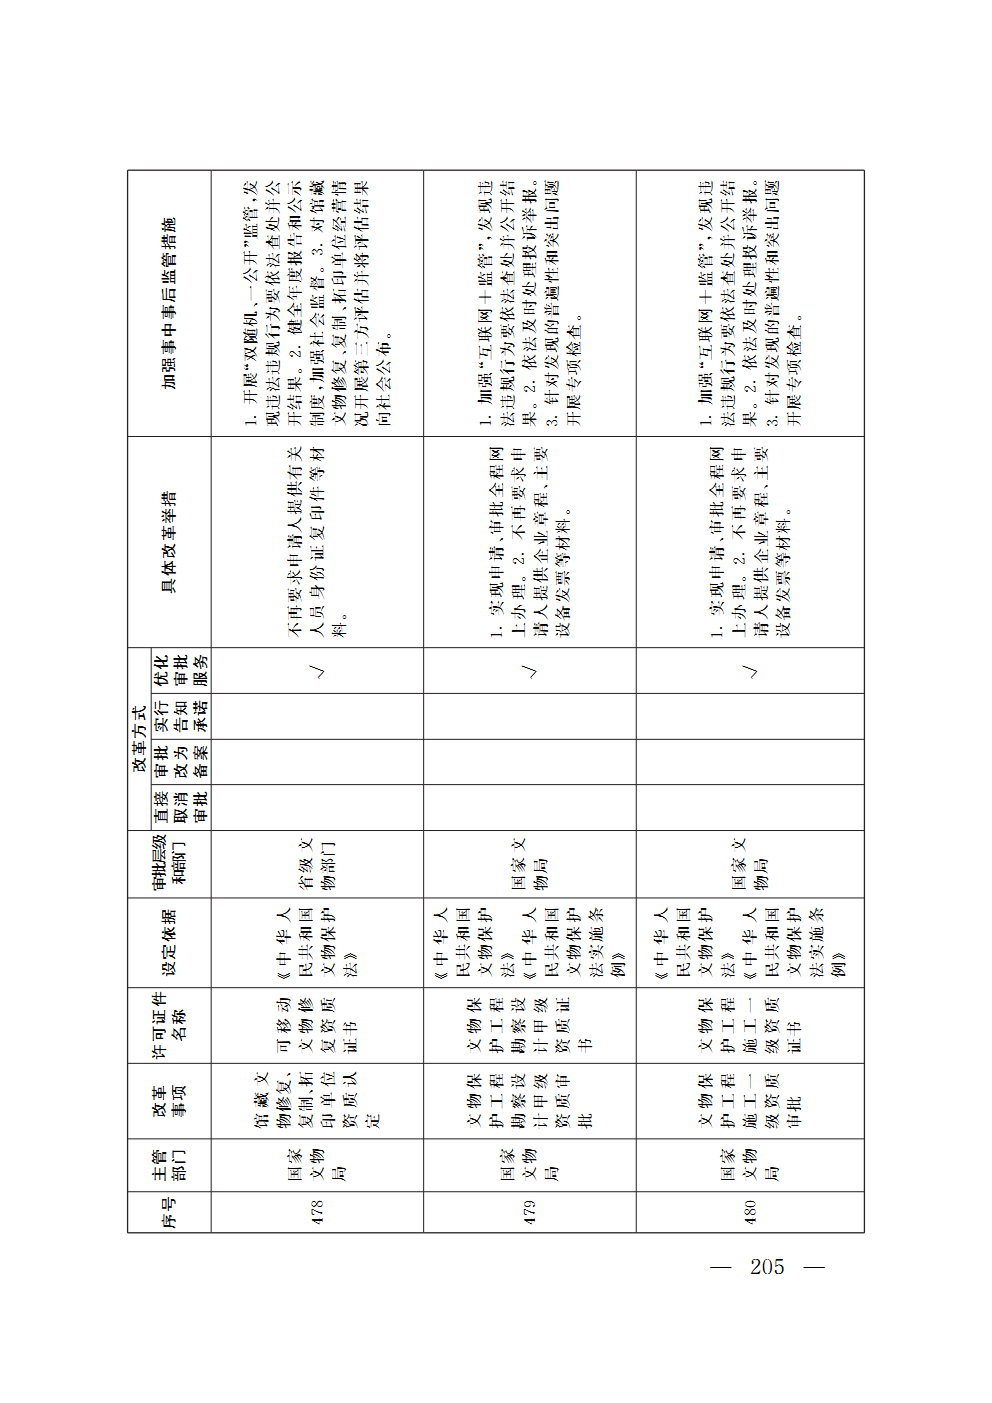 序号
主管
部门
改革
事项
许可证件
名称
设定依据
审批层级
和部门
改革方式
直接
取消
审批
审批
改为
备案
实行
告知
承诺
优化
审批
服务
具体改革举措
加强事中事后监管措施
478
国家
文物
局
馆藏文
物修复、
复制、拓
印单位
资质认
定
可移动
文物修
复资质
证书
《中华人
民共和国
文物保护
法》
省级文
物部门
√
不再要求申请人提供有关
人员身份证复印件等材
料。
1. 开展“双随机、一公开”监管,发
现违法违规行为要依法查处并公
开结果。2. 健全年度报告和公示
制度,加强社会监督。3. 对馆藏
文物修复、复制、拓印单位经营情
况开展第三方评估并将评估结果
向社会公布。
479
国家
文物
局
文物保
护工程
勘察设
计甲级
资质审
批
文物保
护工程
勘察设
计甲级
资质证
书
《中华人
民共和国
文物保护
法》
《中华人
民共和国
文物保护
法实施条
例》
国家文
物局
√
1. 实现申请、审批全程网
上办理。2. 不再要求申
请人提供企业章程、主要
设备发票等材料。
1. 加强“互联网＋监管”,发现违
法违规行为要依法查处并公开结
果。2. 依法及时处理投诉举报。
3. 针对发现的普遍性和突出问题
开展专项检查。
480
国家
文物
局
文物保
护工程
施工一
级资质
审批
文物保
护工程
施工一
级资质
证书
《中华人
民共和国
文物保护
法》
《中华人
民共和国
文物保护
法实施条
例》
国家文
物局
√
1. 实现申请、审批全程网
上办理。2. 不再要求申
请人提供企业章程、主要
设备发票等材料。
1. 加强“互联网＋监管”,发现违
法违规行为要依法查处并公开结
果。2. 依法及时处理投诉举报。
3. 针对发现的普遍性和突出问题
开展专项检查。
— 205 —